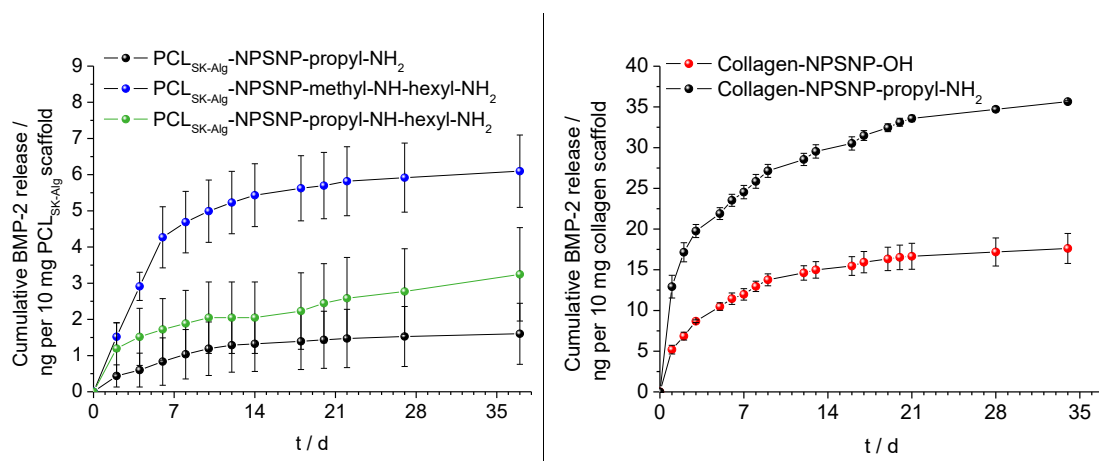 PCLSK-Alg-NPSNP-propyl-NH2
PCLSK-Alg-NPSNP-methyl-NH-hexyl-NH2
PCLSK-Alg-NPSNP-propyl-NH-hexyl-NH2
Cumulative BMP-2 release /
ng per 10 mg PCLSK-Alg scaffold
9
8
7
6
5
4
3
2
1
0
0 7 14 21 28 35
t / d
Collagen-NPSNP-OH
Collagen-NPSNP-propyl-NH2
Cumulative BMP-2 release /
ng per 10 mg collagen scaffold
40
35
30
25
20
15
10
5
0
0 7 14 21 28 35
t / d